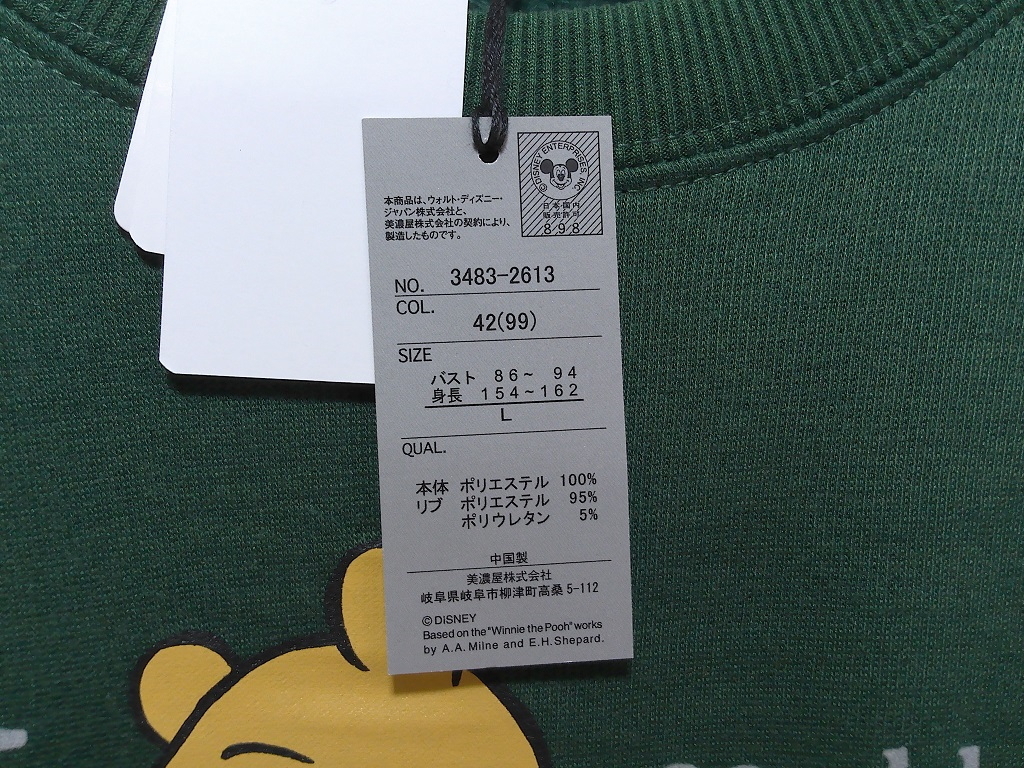 本商品は、ウォルト・ディズニー・
ジャパン株式会社と、
美濃屋株式会社の契約により、
製造したものです。
©DISNEY ENTERPRISES INC
日本国内
販売許可
898
NO. 3483-2613
COL.
42(99)
SIZE
バスト 86~ 94
身長 154~162
L
QUAL.
本体 ポリエステル 100%
リブ ポリエステル 95%
ポリウレタン 5%
中国製
美濃屋株式会社
岐阜県岐阜市柳津町高桑 5-112
©DiSNEY
Based on the "Winnie the Pooh" works
by A.A. Milne and E.H. Shepard.